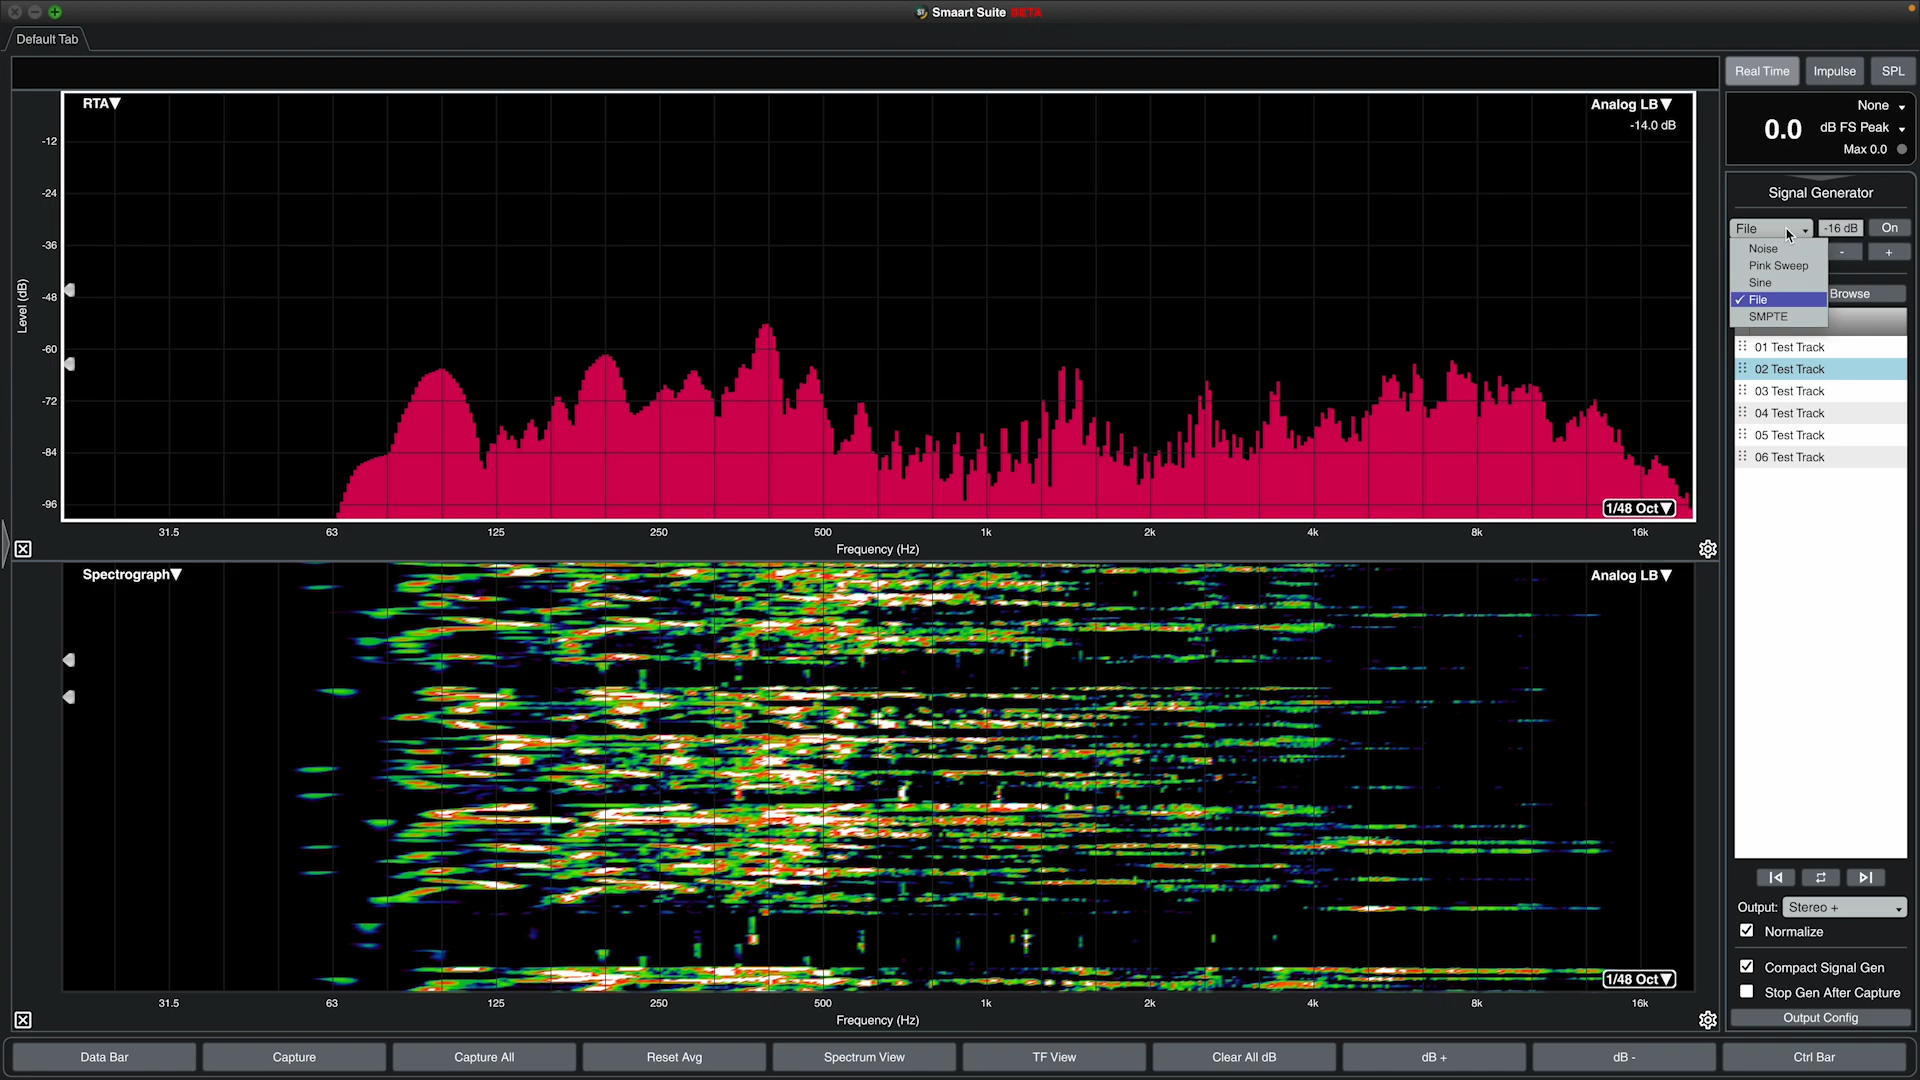 Smaart Suite BETA
Default Tab
Real Time
Impulse
SPL
RTA▼
Analog LB▼
-14.0 dB
None
0.0
dB FS Peak
Max 0.0
Signal Generator
File
-16 dB
On
Noise
-
+
Pink Sweep
Sine
Browse
✓ File
SMPTE
01 Test Track
02 Test Track
03 Test Track
04 Test Track
05 Test Track
06 Test Track
Level (dB)
-12
-24
-36
-48
-60
-72
-84
-96
1/48 Oct▼
31.5
63
125
250
500
1k
2k
4k
8k
16k
Frequency (Hz)
Spectrograph▼
Analog LB▼
1/48 Oct▼
31.5
63
125
250
500
1k
2k
4k
8k
16k
Frequency (Hz)
Output: Stereo +
Normalize
Compact Signal Gen
Stop Gen After Capture
Output Config
Data Bar
Capture
Capture All
Reset Avg
Spectrum View
TF View
Clear All dB
dB +
dB -
Ctrl Bar